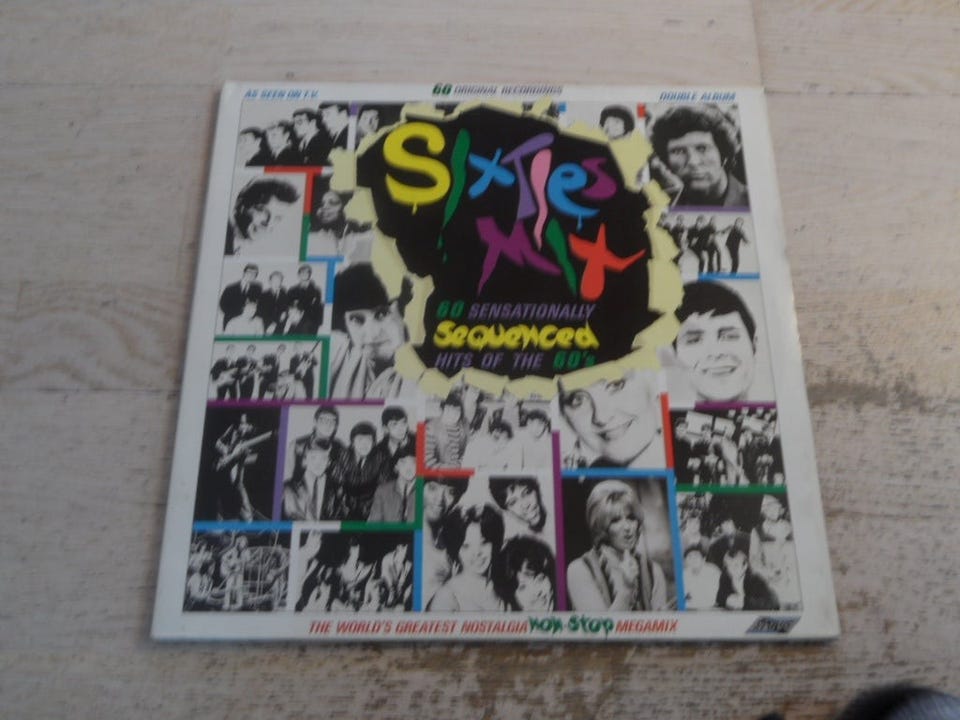 AS SEEN ON T.V.
60 ORIGINAL RECORDINGS
DOUBLE ALBUM
SIXTIES
MIX
60 SENSATIONALLY
SEQUENCED
HITS OF THE 60's
THE WORLD'S GREATEST NOSTALGIA NON-STOP MEGAMIX
STYLUS